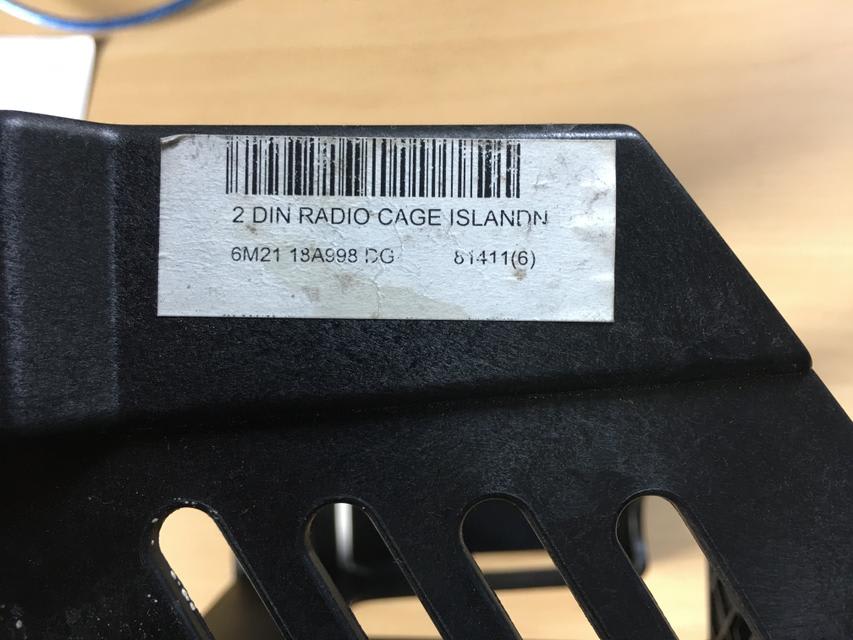 2 DIN RADIO CAGE ISLANDN
6M21 18A998 DG 81411(6)